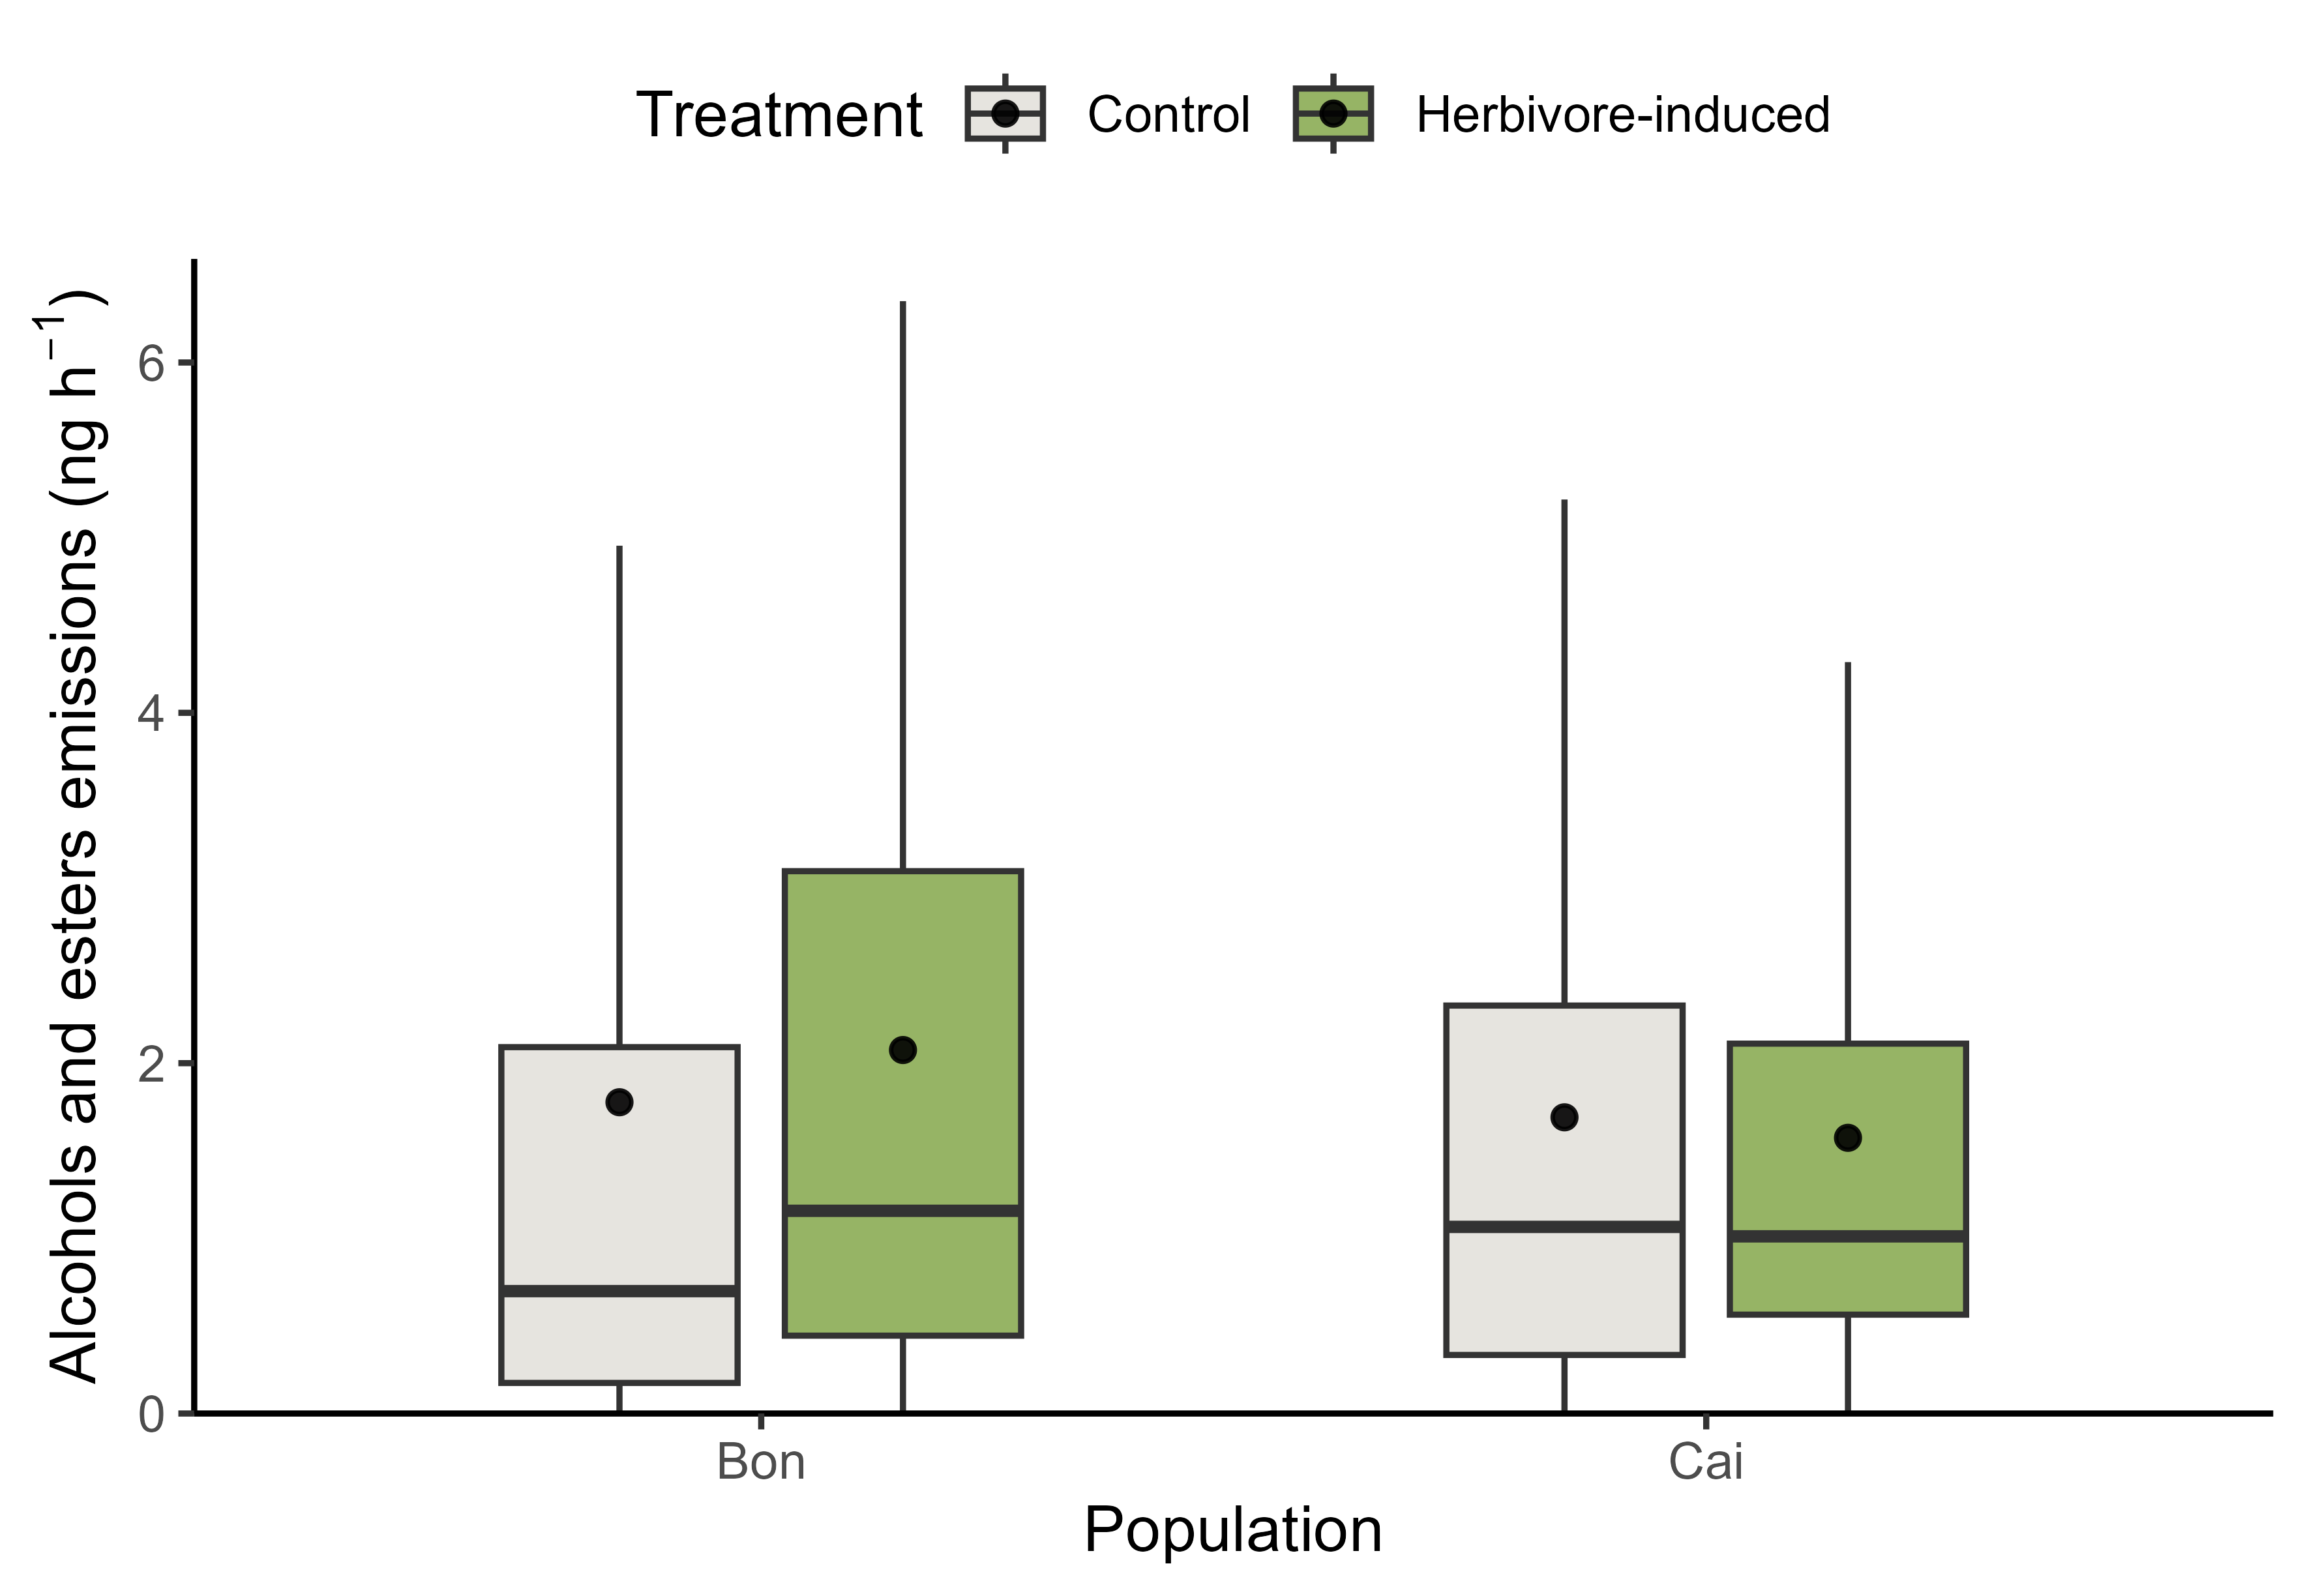 Treatment Control Herbivore-induced
Alcohols and esters emissions (ng h⁻¹)
6
4
2
0
Bon Cai
Population